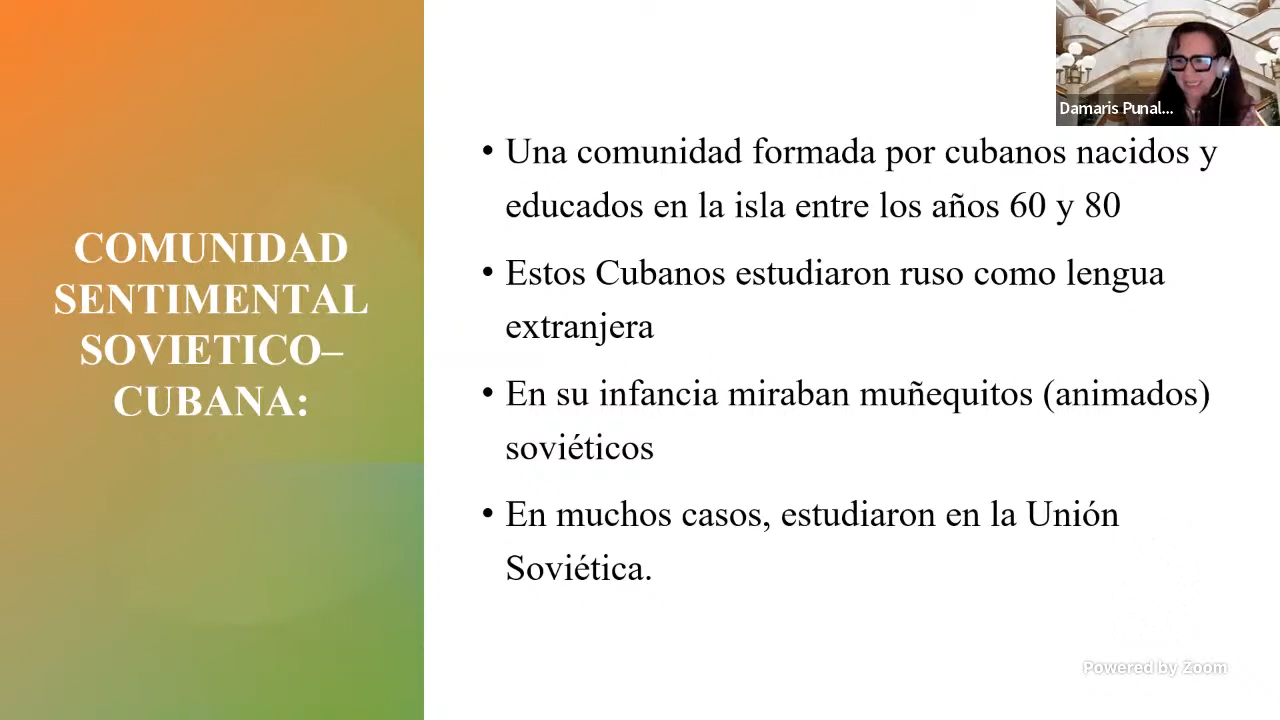 Damaris Punal...
COMUNIDAD
SENTIMENTAL
SOVIETICO–
CUBANA:
• Una comunidad formada por cubanos nacidos y
educados en la isla entre los años 60 y 80
• Estos Cubanos estudiaron ruso como lengua
extranjera
• En su infancia miraban muñequitos (animados)
soviéticos
• En muchos casos, estudiaron en la Unión
Soviética.
Powered by Zoom